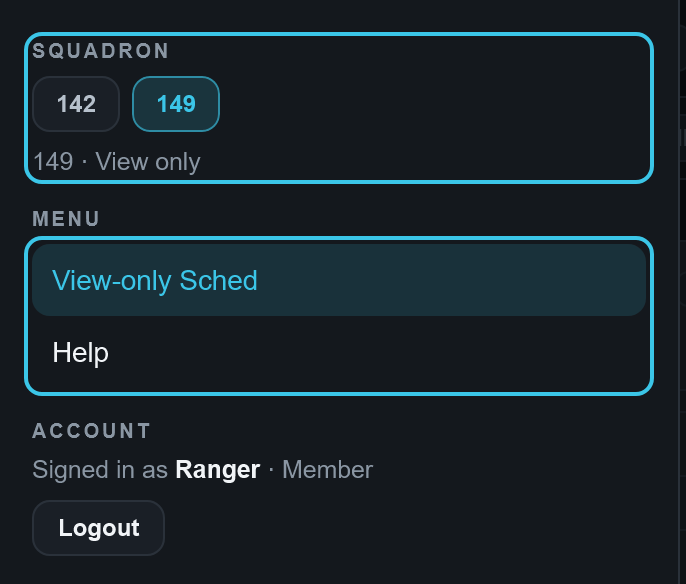 SQUADRON
142 149
149 · View only
MENU
View-only Sched
Help
ACCOUNT
Signed in as Ranger · Member
Logout